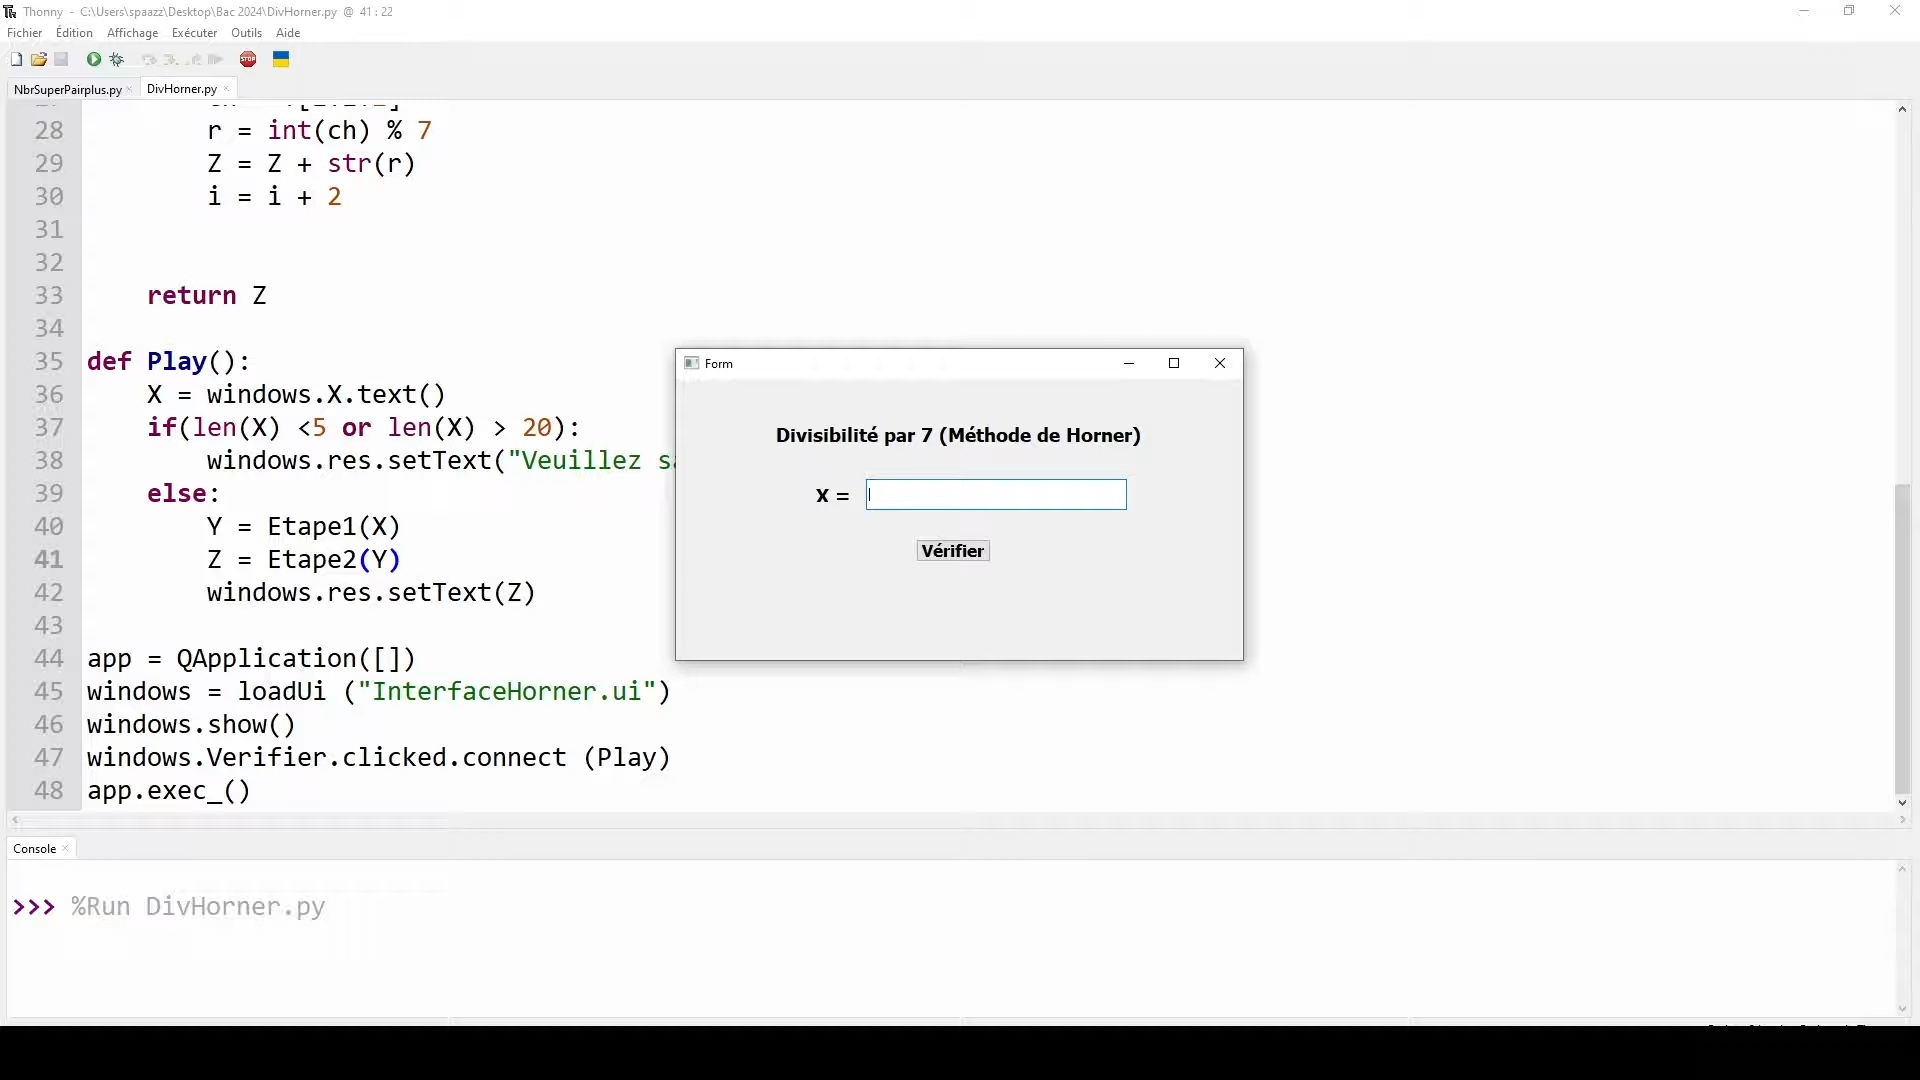 Thonny - C:\Users\spaazz\Desktop\Bac 2024\DivHorner.py @ 41 : 22
Fichier Édition Affichage Exécuter Outils Aide
STOP
NbrSuperPairplus.py × DivHorner.py ×
28 r = int(ch) % 7
29 Z = Z + str(r)
30 i = i + 2
31
32
33 return Z
34
35 def Play():
36 X = windows.X.text()
37 if(len(X) <5 or len(X) > 20):
38 windows.res.setText("Veuillez
39 else:
40 Y = Etape1(X)
41 Z = Etape2(Y)
42 windows.res.setText(Z)
43
44 app = QApplication([])
45 windows = loadUi ("InterfaceHorner.ui")
46 windows.show()
47 windows.Verifier.clicked.connect (Play)
48 app.exec_()
Form
Divisibilité par 7 (Méthode de Horner)
X =
Vérifier
Console ×
>>> %Run DivHorner.py